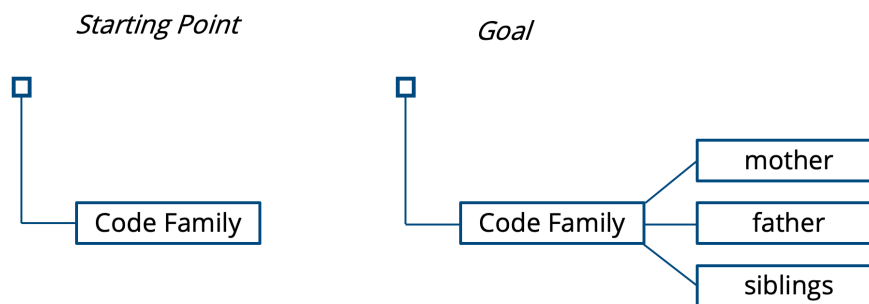 Starting Point
Goal
mother
Code Family
Code Family
father
siblings